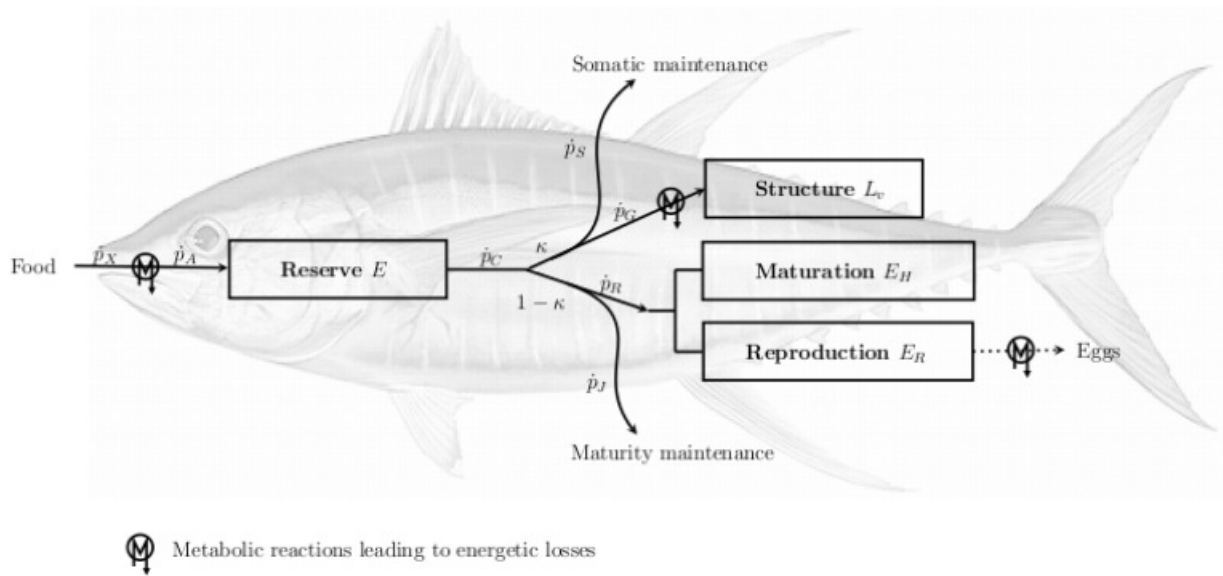 Somatic maintenance
ṗ_S
Structure L_v
ṗ_G
Food
ṗ_X
M
ṗ_A
Reserve E
ṗ_C
κ
1 − κ
ṗ_R
Maturation E_H
Reproduction E_R
M
Eggs
ṗ_J
Maturity maintenance
M
M Metabolic reactions leading to energetic losses